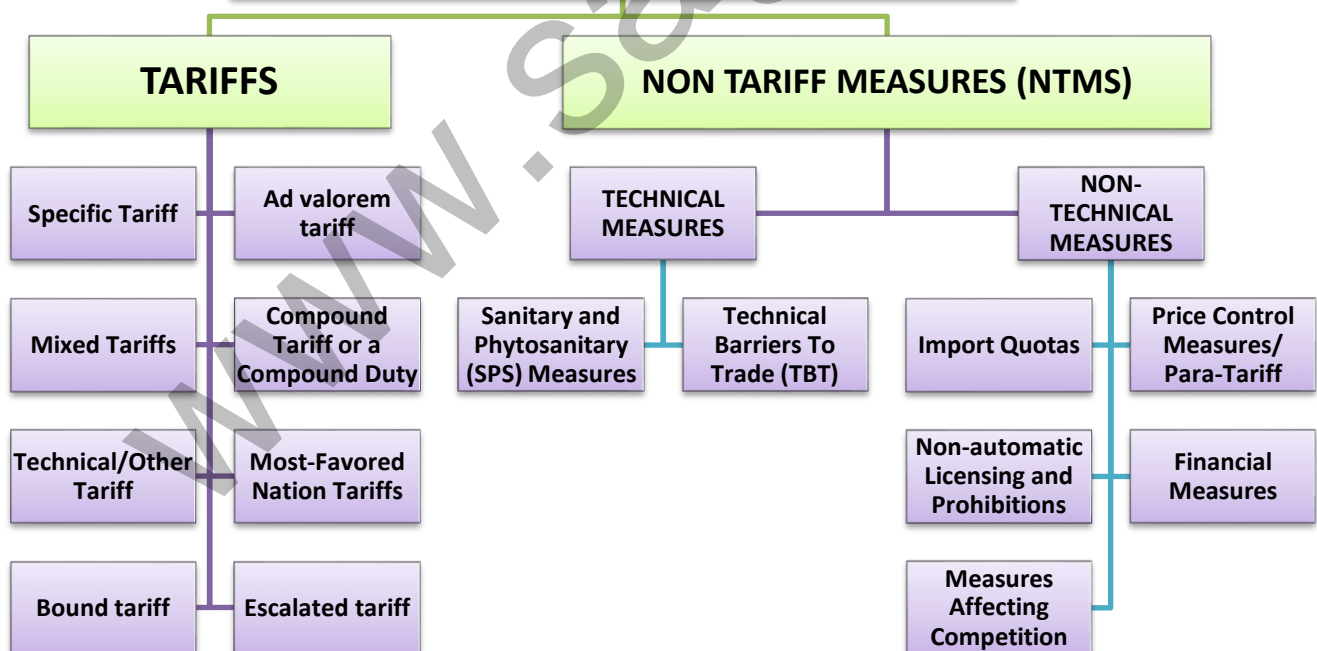 TARIFFS
NON TARIFF MEASURES (NTMS)
Specific Tariff
Ad valorem
tariff
Mixed Tariffs
Compound
Tariff or a
Compound Duty
Technical/Other
Tariff
Most-Favored
Nation Tariffs
Bound tariff
Escalated tariff
TECHNICAL
MEASURES
Sanitary and
Phytosanitary
(SPS) Measures
Technical
Barriers To
Trade (TBT)
NON-
TECHNICAL
MEASURES
Import Quotas
Price Control
Measures/
Para-Tariff
Non-automatic
Licensing and
Prohibitions
Financial
Measures
Measures
Affecting
Competition
www.sa